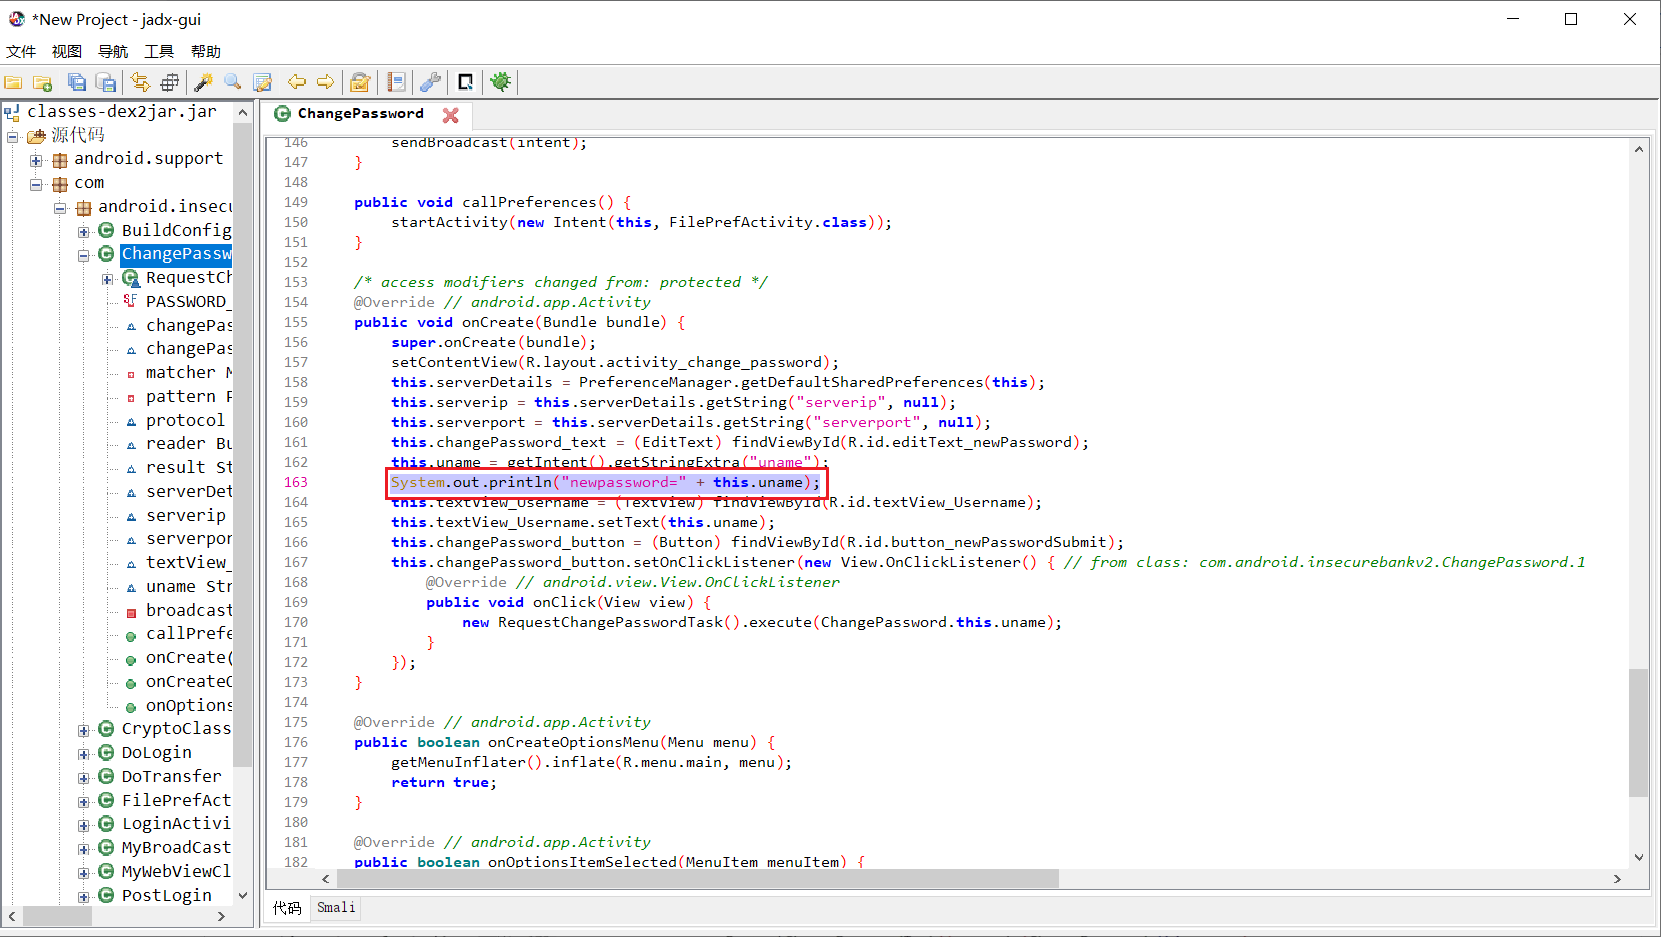 *New Project - jadx-gui
文件 视图 导航 工具 帮助
classes-dex2jar.jar
源代码
android.support
com
android.insecu
BuildConfig
ChangePassw
RequestCh
PASSWORD_
changePas
changePas
matcher M
pattern P
protocol
reader Bu
result St
serverDet
serverip
serverpor
textView_
uname Str
broadcast
callPrefe
onCreate(
onCreateO
onOptions
CryptoClass
DoLogin
DoTransfer
FilePrefAct
LoginActivi
MyBroadCast
MyWebViewCl
PostLogin
ChangePassword
146 sendBroadcast(intent);
147 }
148
149 public void callPreferences() {
150 startActivity(new Intent(this, FilePrefActivity.class));
151 }
152
153 /* access modifiers changed from: protected */
154 @Override // android.app.Activity
155 public void onCreate(Bundle bundle) {
156 super.onCreate(bundle);
157 setContentView(R.layout.activity_change_password);
158 this.serverDetails = PreferenceManager.getDefaultSharedPreferences(this);
159 this.serverip = this.serverDetails.getString("serverip", null);
160 this.serverport = this.serverDetails.getString("serverport", null);
161 this.changePassword_text = (EditText) findViewById(R.id.editText_newPassword);
162 this.uname = getIntent().getStringExtra("uname");
163 System.out.println("newpassword=" + this.uname);
164 this.textView_Username = (TextView) findViewById(R.id.textView_Username);
165 this.textView_Username.setText(this.uname);
166 this.changePassword_button = (Button) findViewById(R.id.button_newPasswordSubmit);
167 this.changePassword_button.setOnClickListener(new View.OnClickListener() { // from class: com.android.insecurebankv2.ChangePassword.1
168 @Override // android.view.View.OnClickListener
169 public void onClick(View view) {
170 new RequestChangePasswordTask().execute(ChangePassword.this.uname);
171 }
172 });
173 }
174
175 @Override // android.app.Activity
176 public boolean onCreateOptionsMenu(Menu menu) {
177 getMenuInflater().inflate(R.menu.main, menu);
178 return true;
179 }
180
181 @Override // android.app.Activity
182 public boolean onOptionsItemSelected(MenuItem menuItem) {
代码 Smali